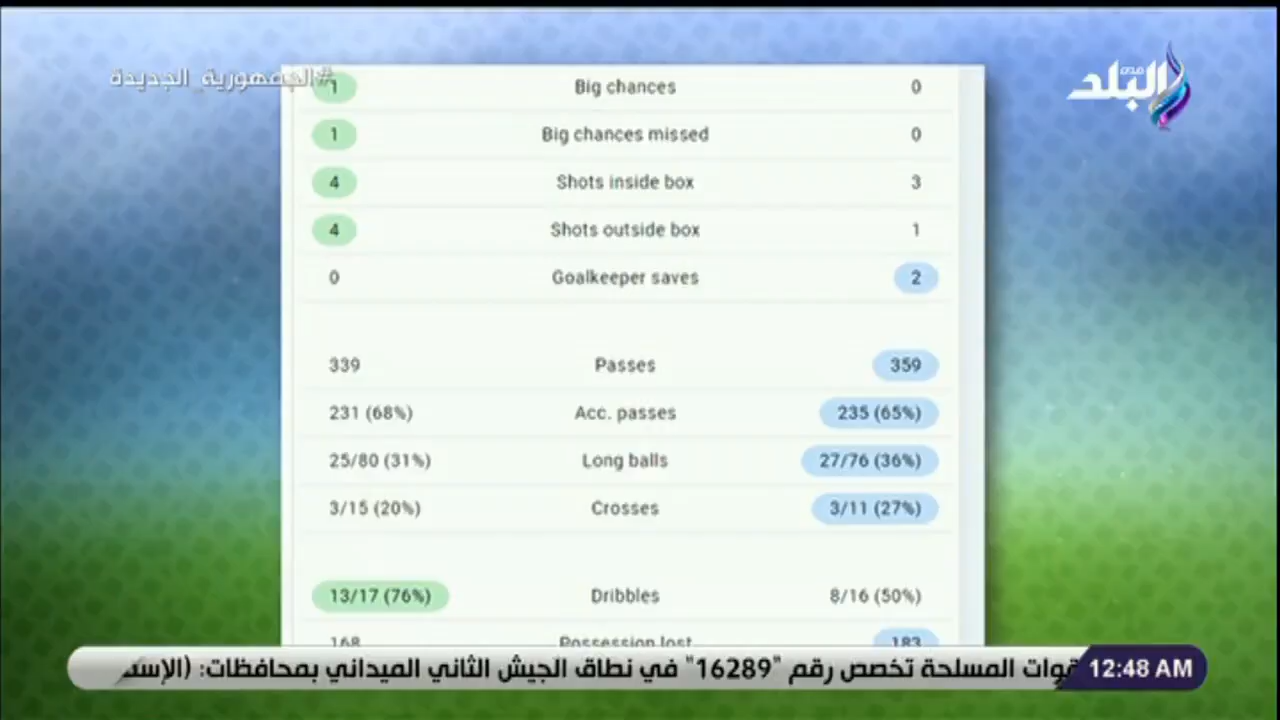 #الجمهورية_الجديدة
مدى
البلد
1 Big chances 0
1 Big chances missed 0
4 Shots inside box 3
4 Shots outside box 1
0 Goalkeeper saves 2
339 Passes 359
231 (68%) Acc. passes 235 (65%)
25/80 (31%) Long balls 27/76 (36%)
3/15 (20%) Crosses 3/11 (27%)
13/17 (76%) Dribbles 8/16 (50%)
168 Possession lost 183
قوات المسلحة تخصص رقم "16289" في نطاق الجيش الثاني الميداني بمحافظات: (الإسـ
12:48 AM